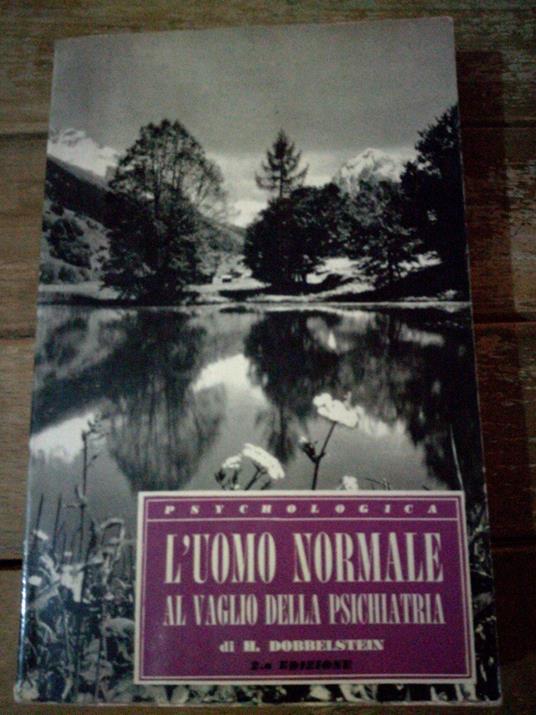 PSYCHOLOGICA
L'UOMO NORMALE
AL VAGLIO DELLA PSICHIATRIA
di H. DOBBELSTEIN
2.a EDIZIONE